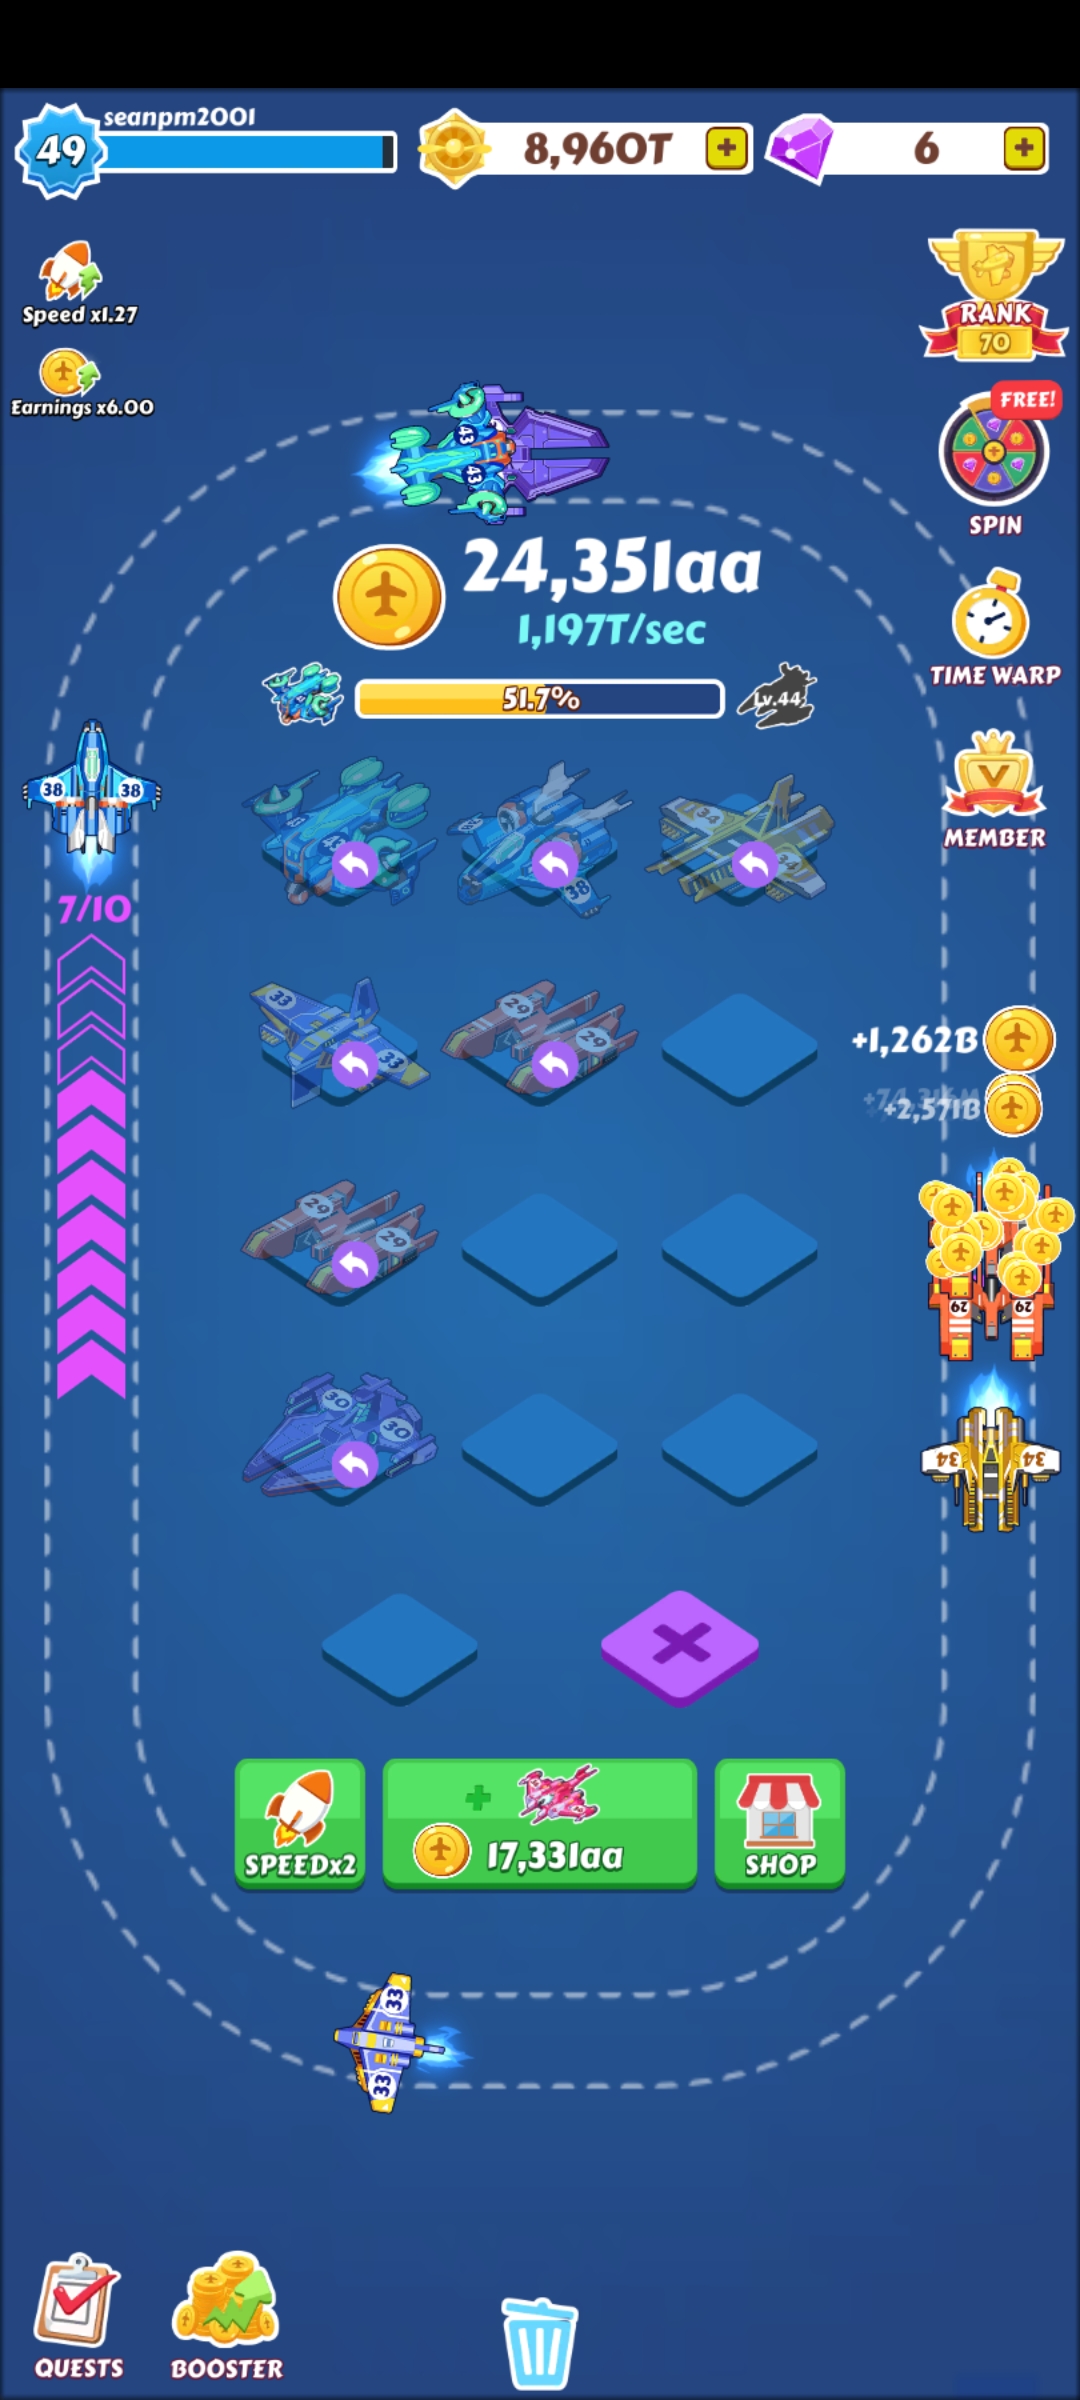 seanpm2001
49
8,960T
6
Speed x1.27
Earnings x6.00
RANK
70
FREE!
SPIN
43
43
24,351aa
1,197T/sec
TIME WARP
51.7%
Lv.44
MEMBER
38 38
7/10
43
38
38
34
34
33
33
29
29
+1,262B
+2,571B
29
29
29 29
30
30
34 34
SPEEDx2
17,331aa
SHOP
33
33
QUESTS
BOOSTER